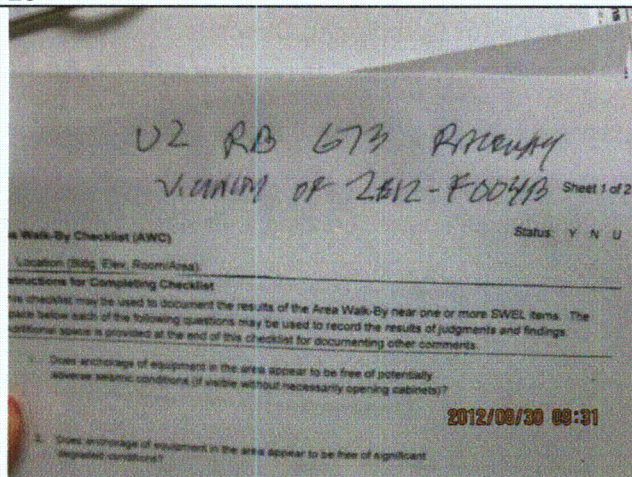 U2 RB 673 RACEWAY
VICINITY OF 2E12-F004B
Sheet 1 of 2
Status: Y N U
Walk-By Checklist (AWC)
Location (Bldg, Elev, Room/Area)
Instructions for Completing Checklist
This checklist may be used to document the results of the Area Walk-By near one or more SWEL items. The
space below each of the following questions may be used to record the results of judgments and findings.
Additional space is provided at the end of this checklist for documenting other comments.
1. Does anchorage of equipment in the area appear to be free of potentially
adverse seismic conditions (if visible without necessarily opening cabinets)?
2012/08/30 08:31
2. Does anchorage of equipment in the area appear to be free of significant
degraded conditions?